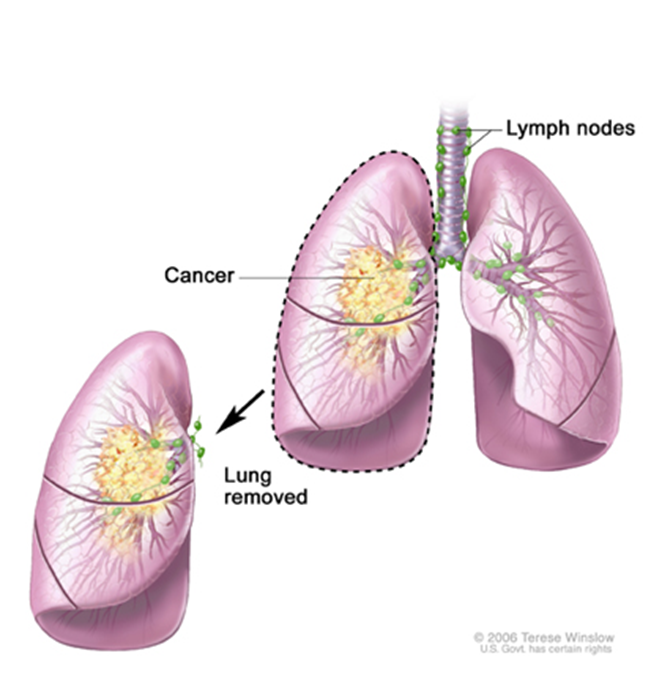 Lymph nodes
Cancer
Lung
removed
© 2006 Terese Winslow
U.S. Govt. has certain rights